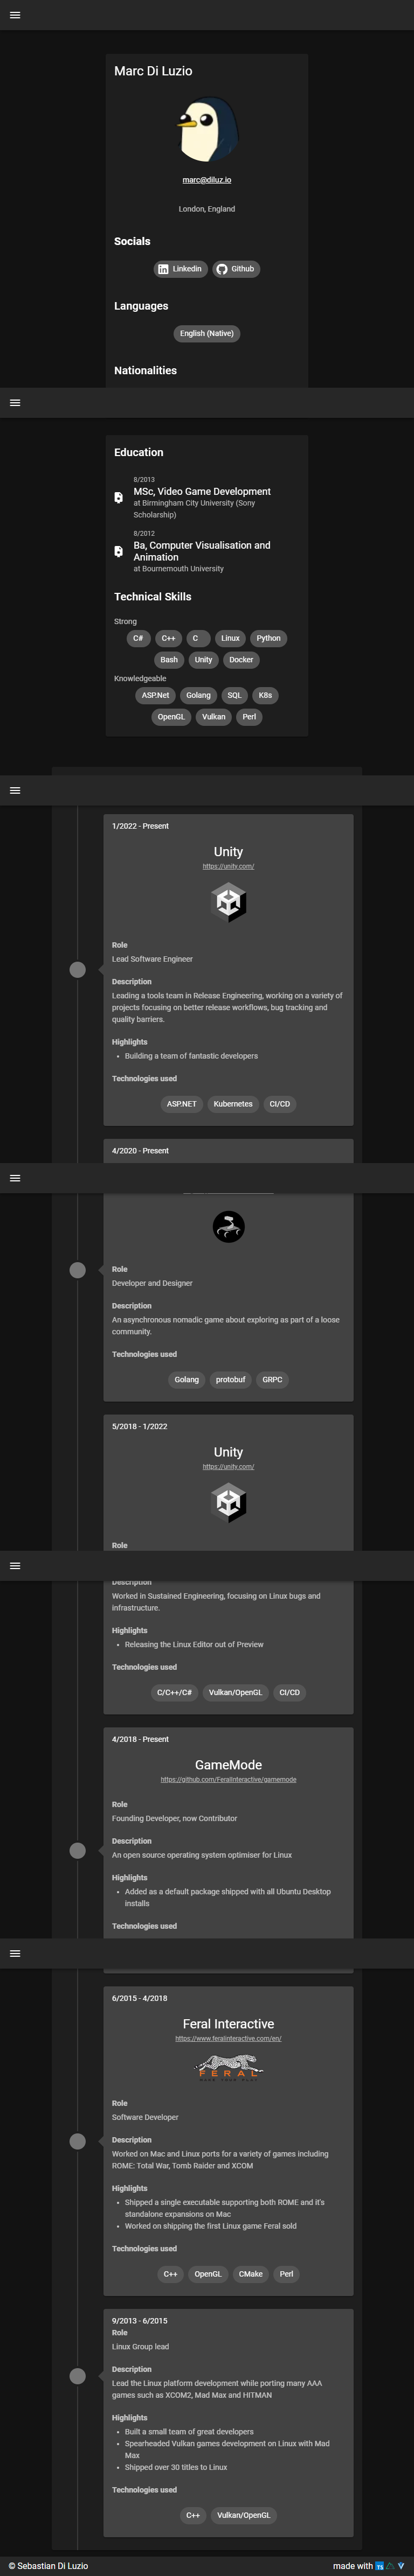 Marc Di Luzio
marc@diluz.io
London, England
Socials
Linkedin
Github
Languages
English (Native)
Nationalities
Education
8/2013
MSc, Video Game Development
at Birmingham City University (Sony
Scholarship)
8/2012
Ba, Computer Visualisation and
Animation
at Bournemouth University
Technical Skills
Strong
C# C++ C Linux Python
Bash Unity Docker
Knowledgeable
ASP.Net Golang SQL K8s
OpenGL Vulkan Perl
1/2022 - Present
Unity
https://unity.com/
Role
Lead Software Engineer
Description
Leading a tools team in Release Engineering, working on a variety of
projects focusing on better release workflows, bug tracking and
quality barriers.
Highlights
• Building a team of fantastic developers
Technologies used
ASP.NET Kubernetes CI/CD
4/2020 - Present
Role
Developer and Designer
Description
An asynchronous nomadic game about exploring as part of a loose
community.
Technologies used
Golang protobuf GRPC
5/2018 - 1/2022
Unity
https://unity.com/
Role
Description
Worked in Sustained Engineering, focusing on Linux bugs and
infrastructure.
Highlights
• Releasing the Linux Editor out of Preview
Technologies used
C/C++/C# Vulkan/OpenGL CI/CD
4/2018 - Present
GameMode
https://github.com/FeralInteractive/gamemode
Role
Founding Developer, now Contributor
Description
An open source operating system optimiser for Linux
Highlights
• Added as a default package shipped with all Ubuntu Desktop
installs
Technologies used
6/2015 - 4/2018
Feral Interactive
https://www.feralinteractive.com/en/
FERAL
Role
Software Developer
Description
Worked on Mac and Linux ports for a variety of games including
ROME: Total War, Tomb Raider and XCOM
Highlights
• Shipped a single executable supporting both ROME and it's
standalone expansions on Mac
• Worked on shipping the first Linux game Feral sold
Technologies used
C++ OpenGL CMake Perl
9/2013 - 6/2015
Role
Linux Group lead
Description
Lead the Linux platform development while porting many AAA
games such as XCOM2, Mad Max and HITMAN
Highlights
• Built a small team of great developers
• Spearheaded Vulkan games development on Linux with Mad
Max
• Shipped over 30 titles to Linux
Technologies used
C++ Vulkan/OpenGL
© Sebastian Di Luzio
made with TS